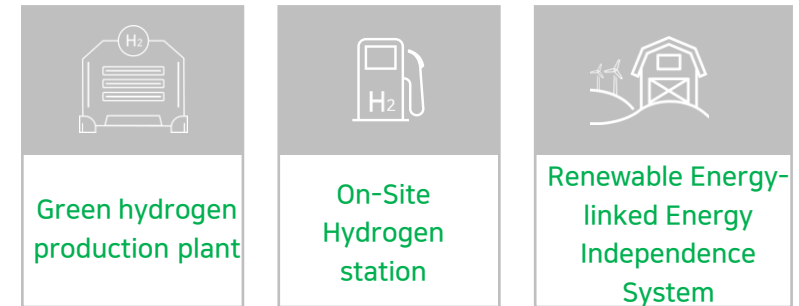 H2
H2
Green hydrogen
production plant
On-Site
Hydrogen
station
Renewable Energy-
linked Energy
Independence
System